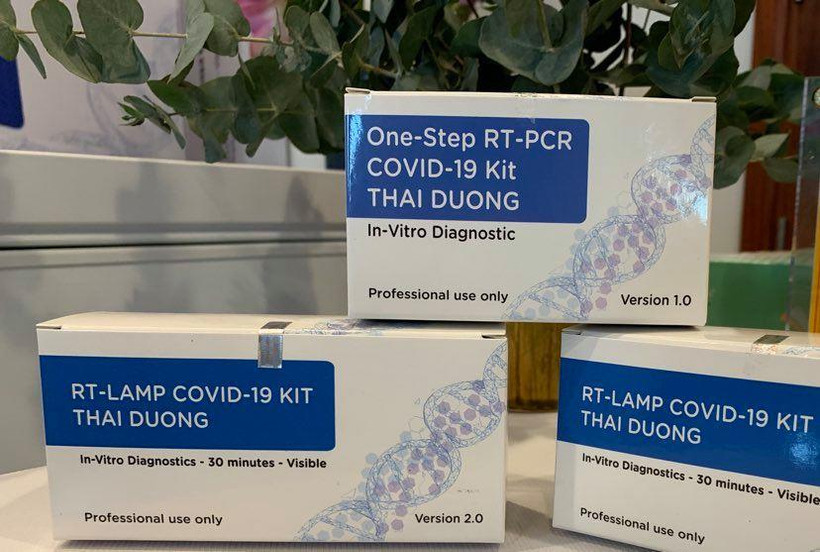 One-Step RT-PCR
COVID-19 Kit
THAI DUONG
In-Vitro Diagnostic
Professional use only
Version 1.0
RT-LAMP COVID-19 KIT
THAI DUONG
In-Vitro Diagnostics - 30 minutes - Visible
Professional use only
Version 2.0
RT-LAMP COVID-19 KIT
THAI DUONG
In-Vitro Diagnostics - 30 minutes - Visible
Professional use only